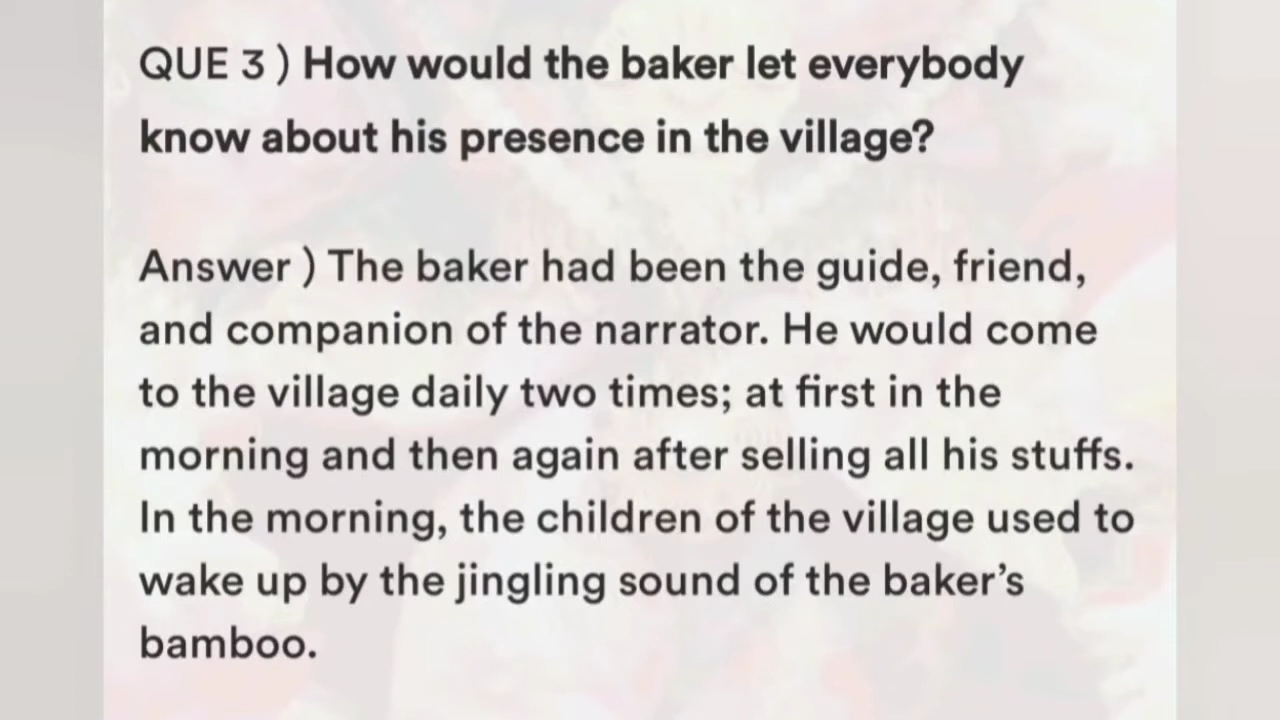 QUE 3 ) How would the baker let everybody
know about his presence in the village?
Answer ) The baker had been the guide, friend,
and companion of the narrator. He would come
to the village daily two times; at first in the
morning and then again after selling all his stuffs.
In the morning, the children of the village used to
wake up by the jingling sound of the baker’s
bamboo.